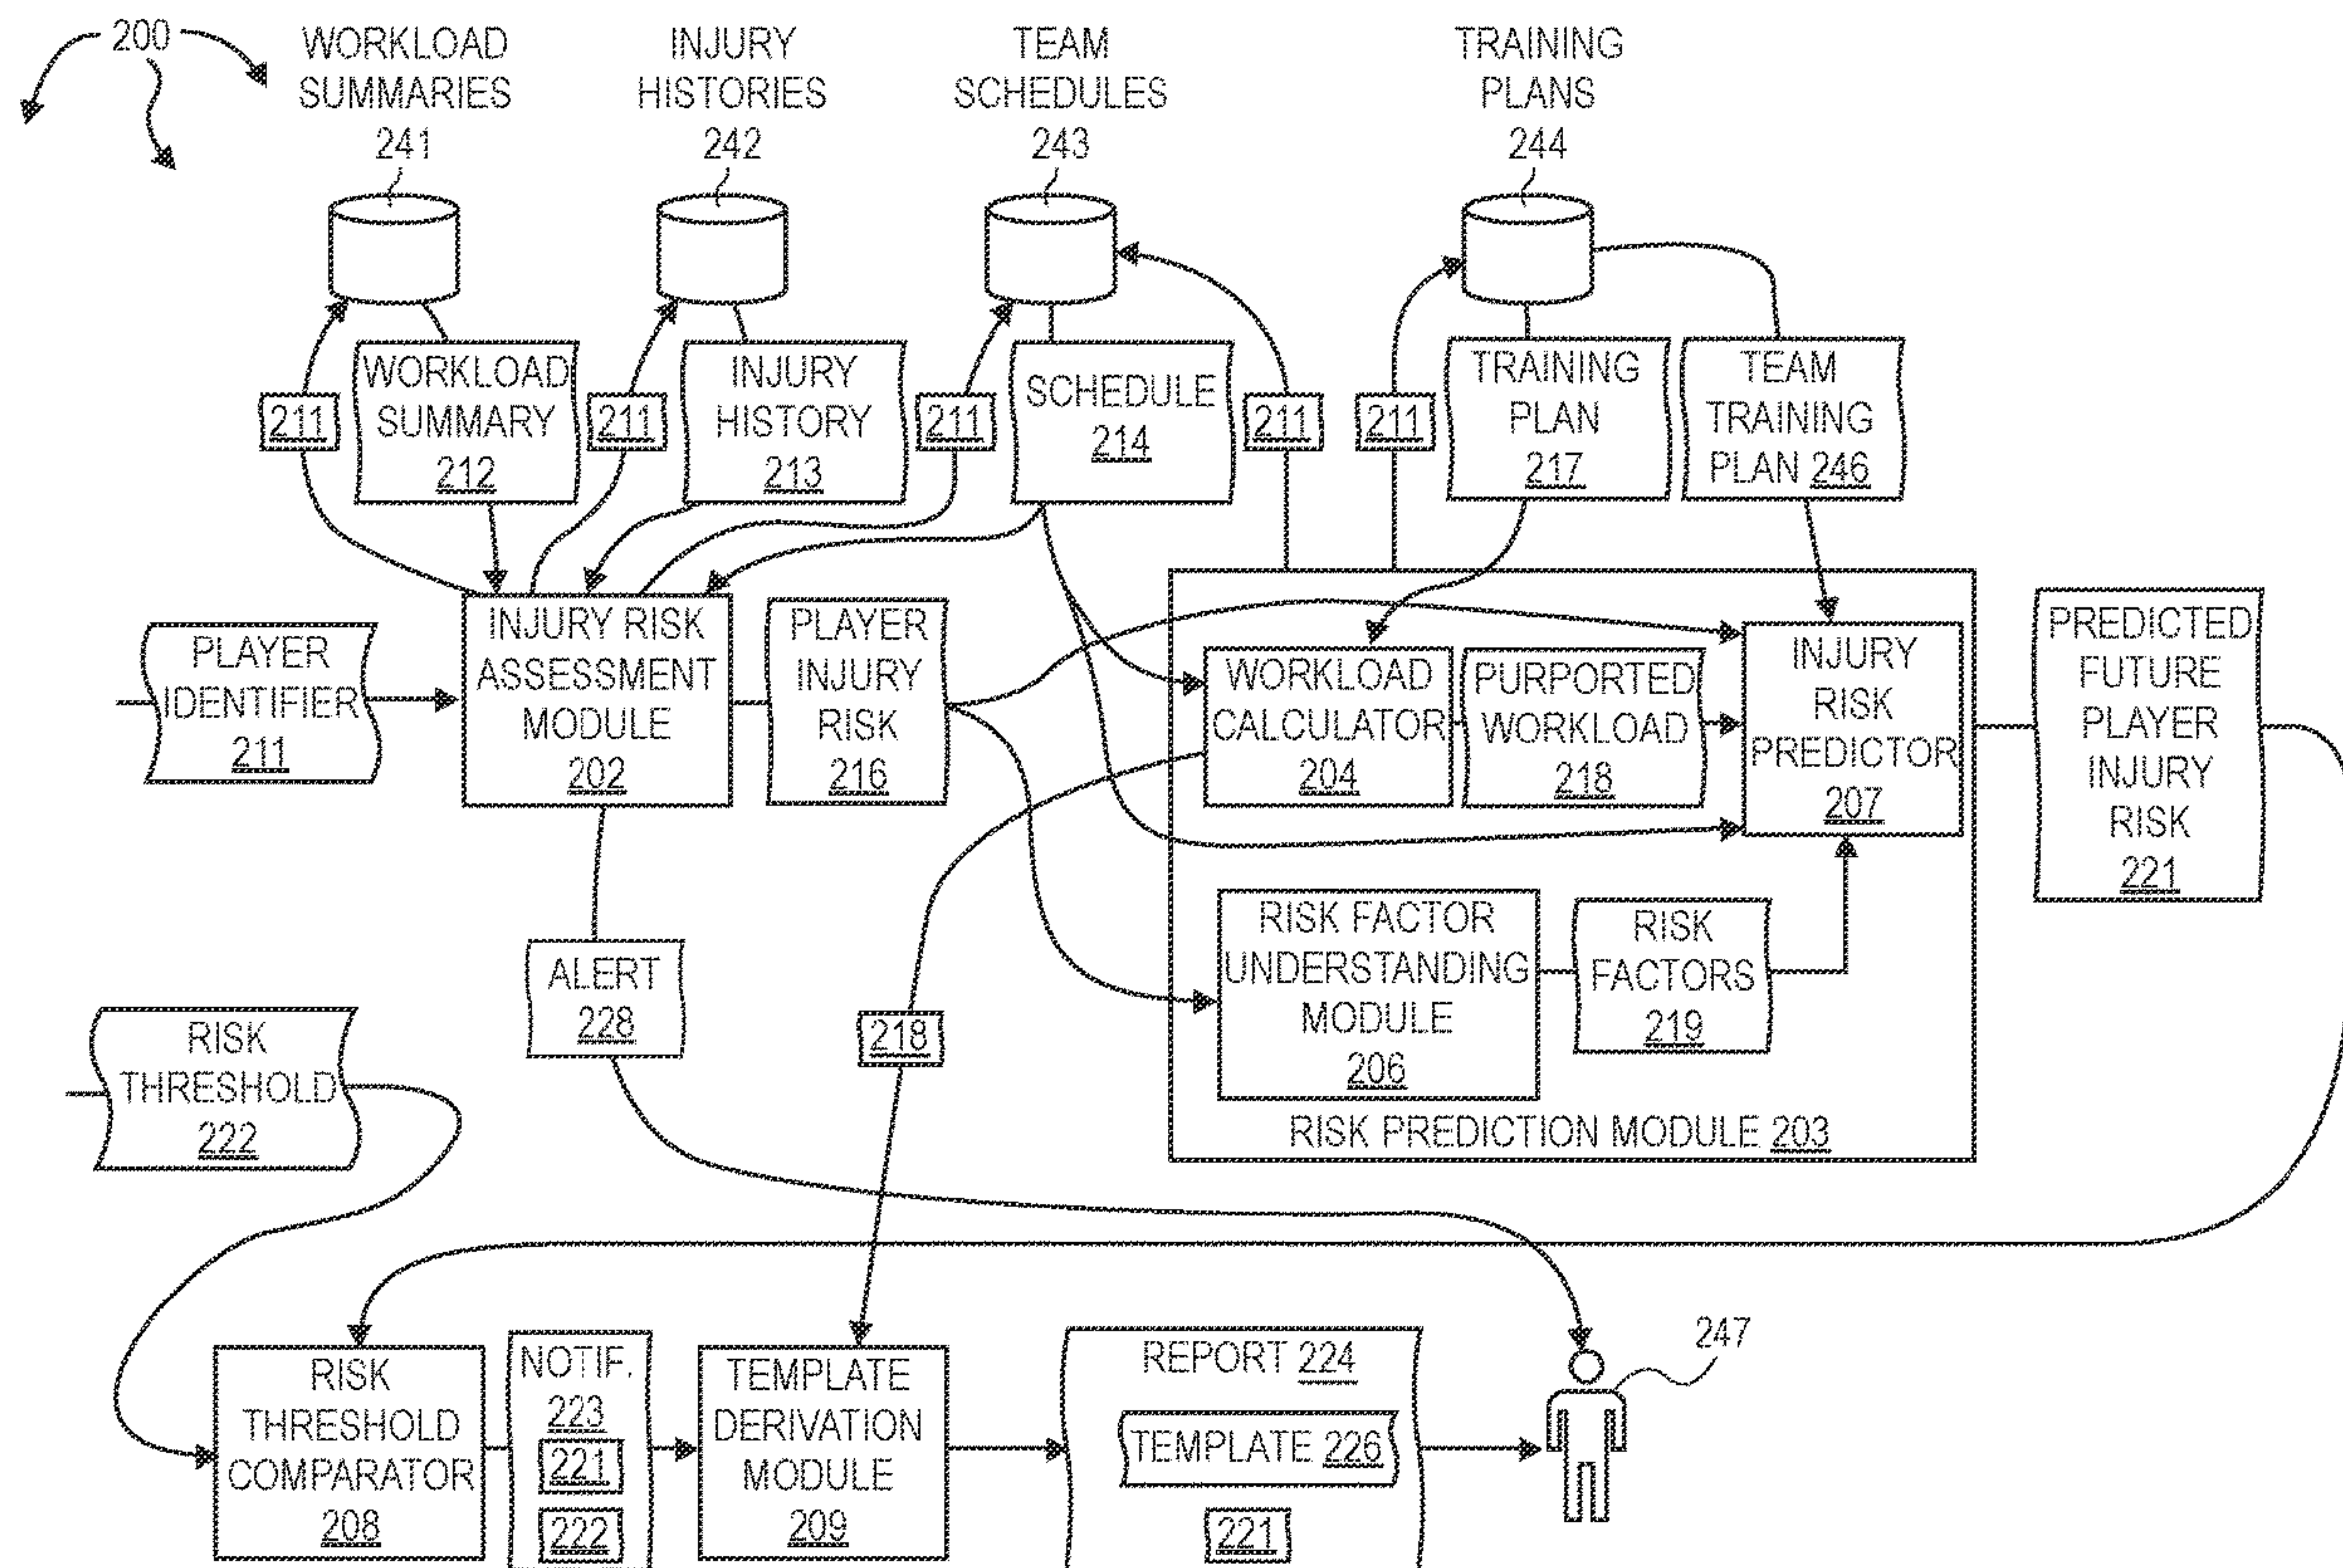 200
WORKLOAD
SUMMARIES
241
INJURY
HISTORIES
242
TEAM
SCHEDULES
243
TRAINING
PLANS
244
211
WORKLOAD
SUMMARY
212
211
INJURY
HISTORY
213
211
SCHEDULE
214
211
211
TRAINING
PLAN
217
TEAM
TRAINING
PLAN 246
PLAYER
IDENTIFIER
211
INJURY RISK
ASSESSMENT
MODULE
202
PLAYER
INJURY
RISK
216
WORKLOAD
CALCULATOR
204
PURPORTED
WORKLOAD
218
INJURY
RISK
PREDICTOR
207
PREDICTED
FUTURE
PLAYER
INJURY
RISK
221
RISK FACTOR
UNDERSTANDING
MODULE
206
RISK
FACTORS
219
RISK PREDICTION MODULE 203
ALERT
228
218
RISK
THRESHOLD
222
RISK
THRESHOLD
COMPARATOR
208
NOTIF.
223
221
222
TEMPLATE
DERIVATION
MODULE
209
REPORT 224
TEMPLATE 226
221
247